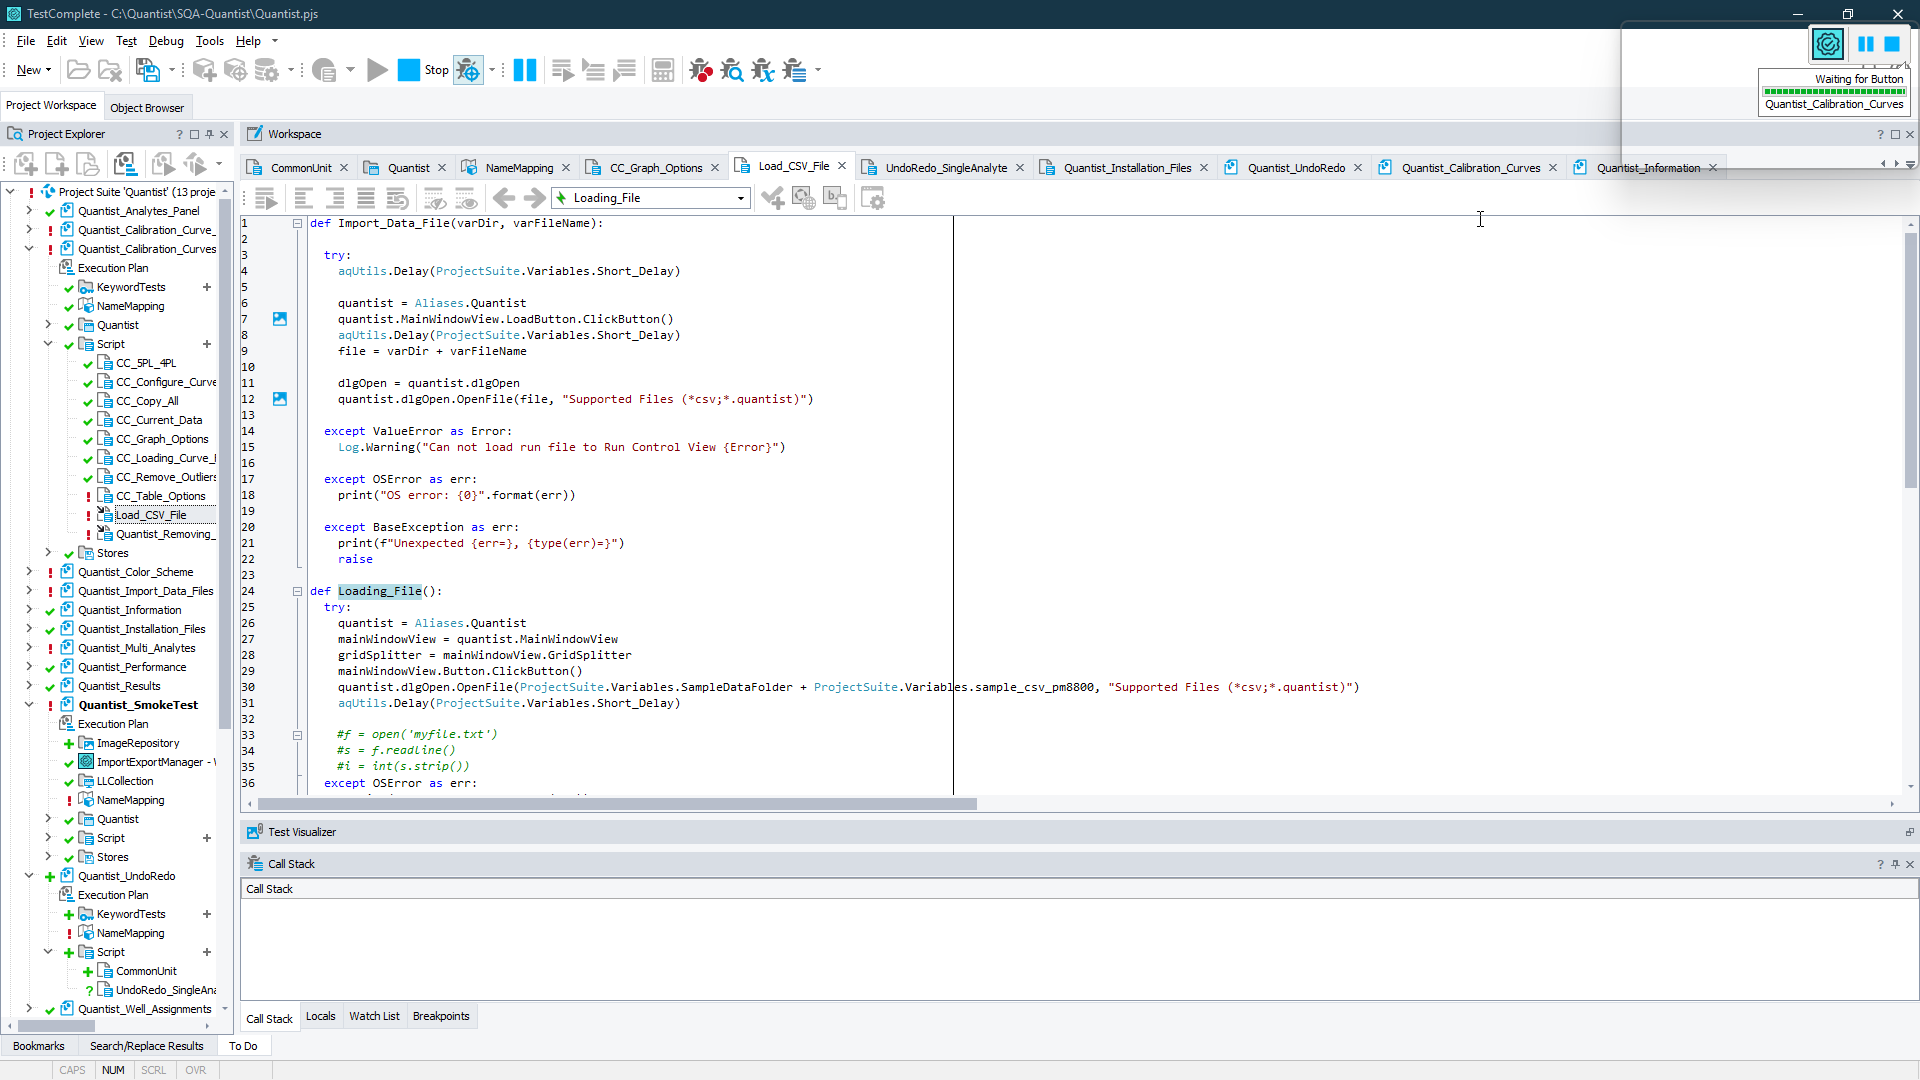 TestComplete - C:\Quantist\SQA-Quantist\Quantist.pjs
File Edit View Test Debug Tools Help
New Stop
Waiting for Button
Quantist_Calibration_Curves
Project Workspace Object Browser
Project Explorer
Workspace
CommonUnit Quantist NameMapping CC_Graph_Options Load_CSV_File UndoRedo_SingleAnalyte Quantist_Installation_Files Quantist_UndoRedo Quantist_Calibration_Curves Quantist_Information
Loading_File
Project Suite 'Quantist' (13 proje
Quantist_Analytes_Panel
Quantist_Calibration_Curve_
Quantist_Calibration_Curves
Execution Plan
KeywordTests
NameMapping
Quantist
Script
CC_5PL_4PL
CC_Configure_Curve
CC_Copy_All
CC_Current_Data
CC_Graph_Options
CC_Loading_Curve_
CC_Remove_Outliers
CC_Table_Options
Load_CSV_File
Quantist_Removing_
Stores
Quantist_Color_Scheme
Quantist_Import_Data_Files
Quantist_Information
Quantist_Installation_Files
Quantist_Multi_Analytes
Quantist_Performance
Quantist_Results
Quantist_SmokeTest
Execution Plan
ImageRepository
ImportExportManager -
LLCollection
NameMapping
Quantist
Script
Stores
Quantist_UndoRedo
Execution Plan
KeywordTests
NameMapping
Script
CommonUnit
UndoRedo_SingleAna
Quantist_Well_Assignments
1 def Import_Data_File(varDir, varFileName):
2
3 try:
4 aqUtils.Delay(ProjectSuite.Variables.Short_Delay)
5
6 quantist = Aliases.Quantist
7 quantist.MainWindowView.LoadButton.ClickButton()
8 aqUtils.Delay(ProjectSuite.Variables.Short_Delay)
9 file = varDir + varFileName
10
11 dlgOpen = quantist.dlgOpen
12 quantist.dlgOpen.OpenFile(file, "Supported Files (*csv;*.quantist)")
13
14 except ValueError as Error:
15 Log.Warning("Can not load run file to Run Control View {Error}")
16
17 except OSError as err:
18 print("OS error: {0}".format(err))
19
20 except BaseException as err:
21 print(f"Unexpected {err=}, {type(err)=}")
22 raise
23
24 def Loading_File():
25 try:
26 quantist = Aliases.Quantist
27 mainWindowView = quantist.MainWindowView
28 gridSplitter = mainWindowView.GridSplitter
29 mainWindowView.Button.ClickButton()
30 quantist.dlgOpen.OpenFile(ProjectSuite.Variables.SampleDataFolder + ProjectSuite.Variables.sample_csv_pm8800, "Supported Files (*csv;*.quantist)")
31 aqUtils.Delay(ProjectSuite.Variables.Short_Delay)
32
33 #f = open('myfile.txt')
34 #s = f.readline()
35 #i = int(s.strip())
36 except OSError as err:
Test Visualizer
Call Stack
Call Stack
Call Stack Locals Watch List Breakpoints
Bookmarks Search/Replace Results To Do
CAPS NUM SCRL OVR